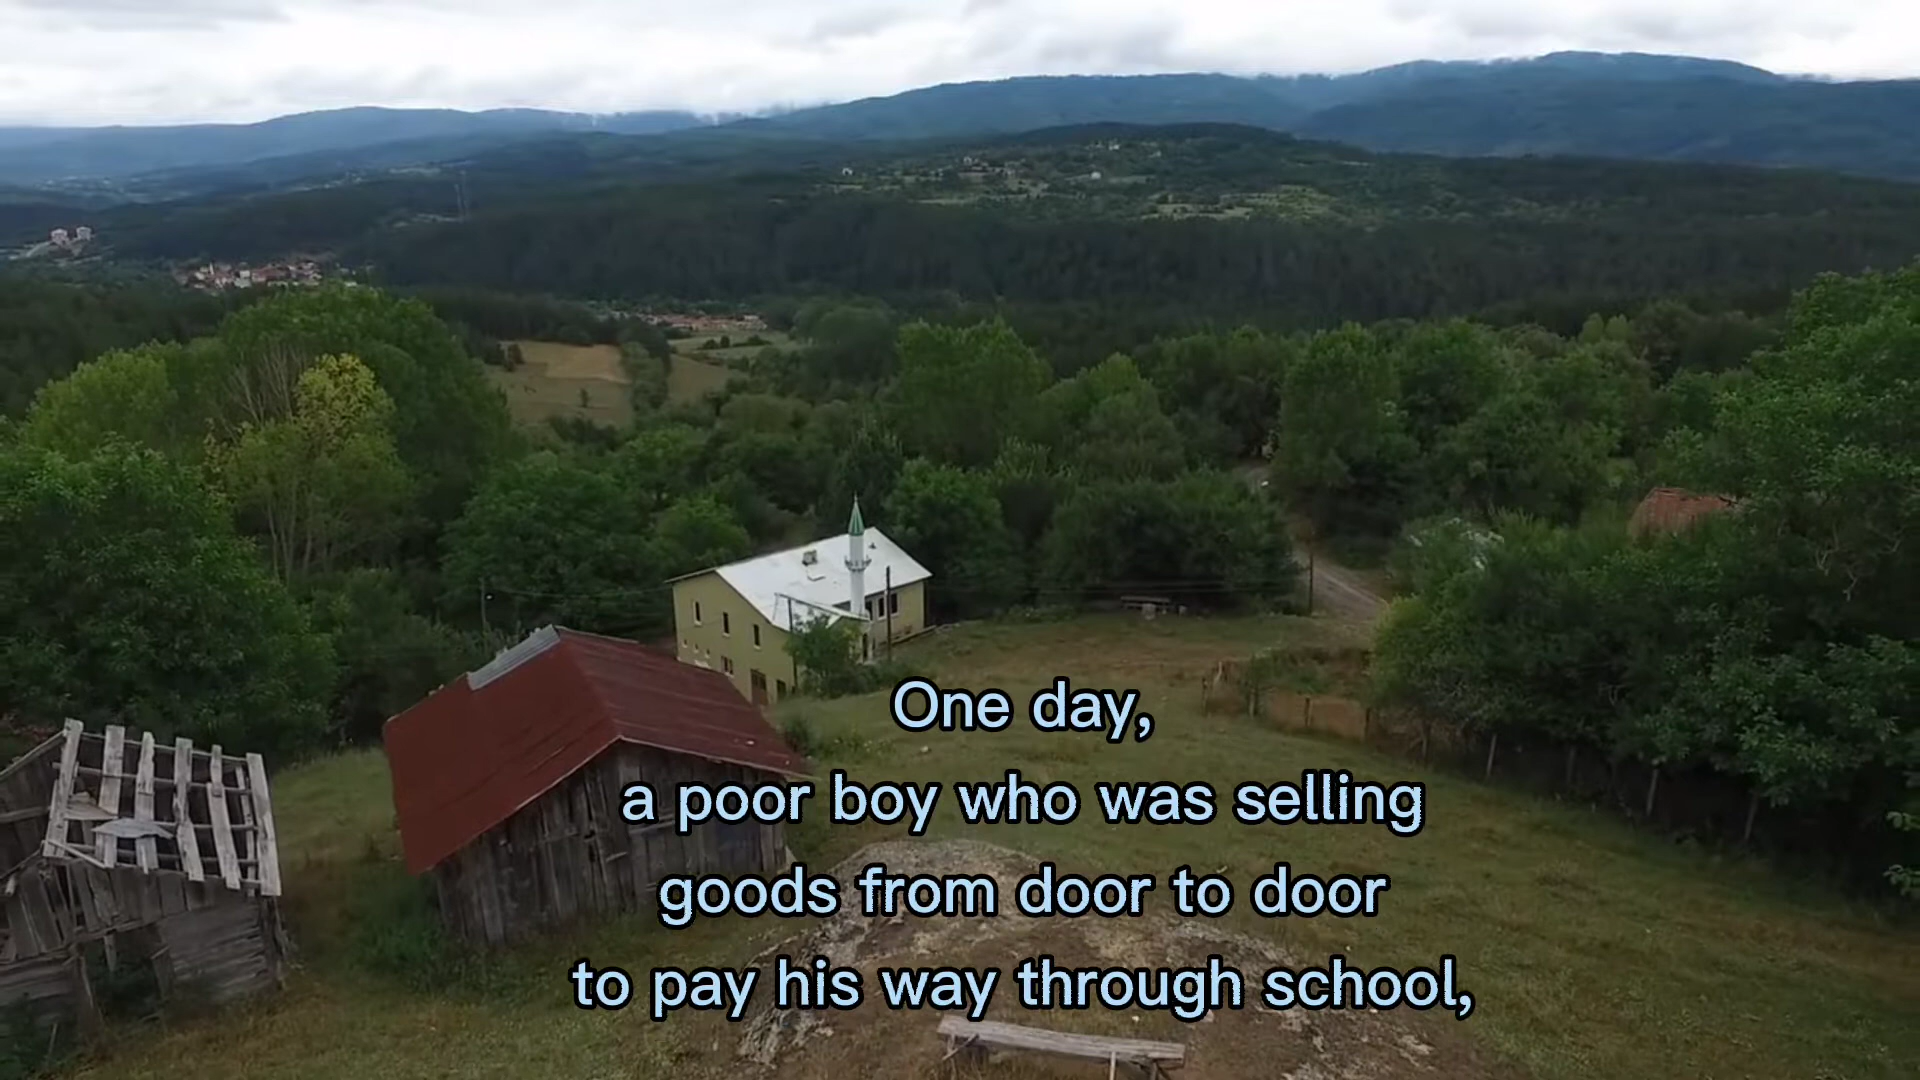 One day,
a poor boy who was selling
goods from door to door
to pay his way through school,